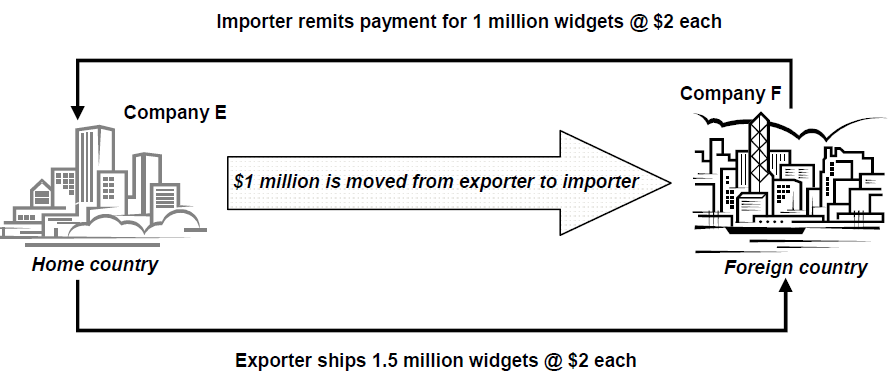 Importer remits payment for 1 million widgets @ $2 each
Company F
Company E
$1 million is moved from exporter to importer
Home country
Foreign country
Exporter ships 1.5 million widgets @ $2 each